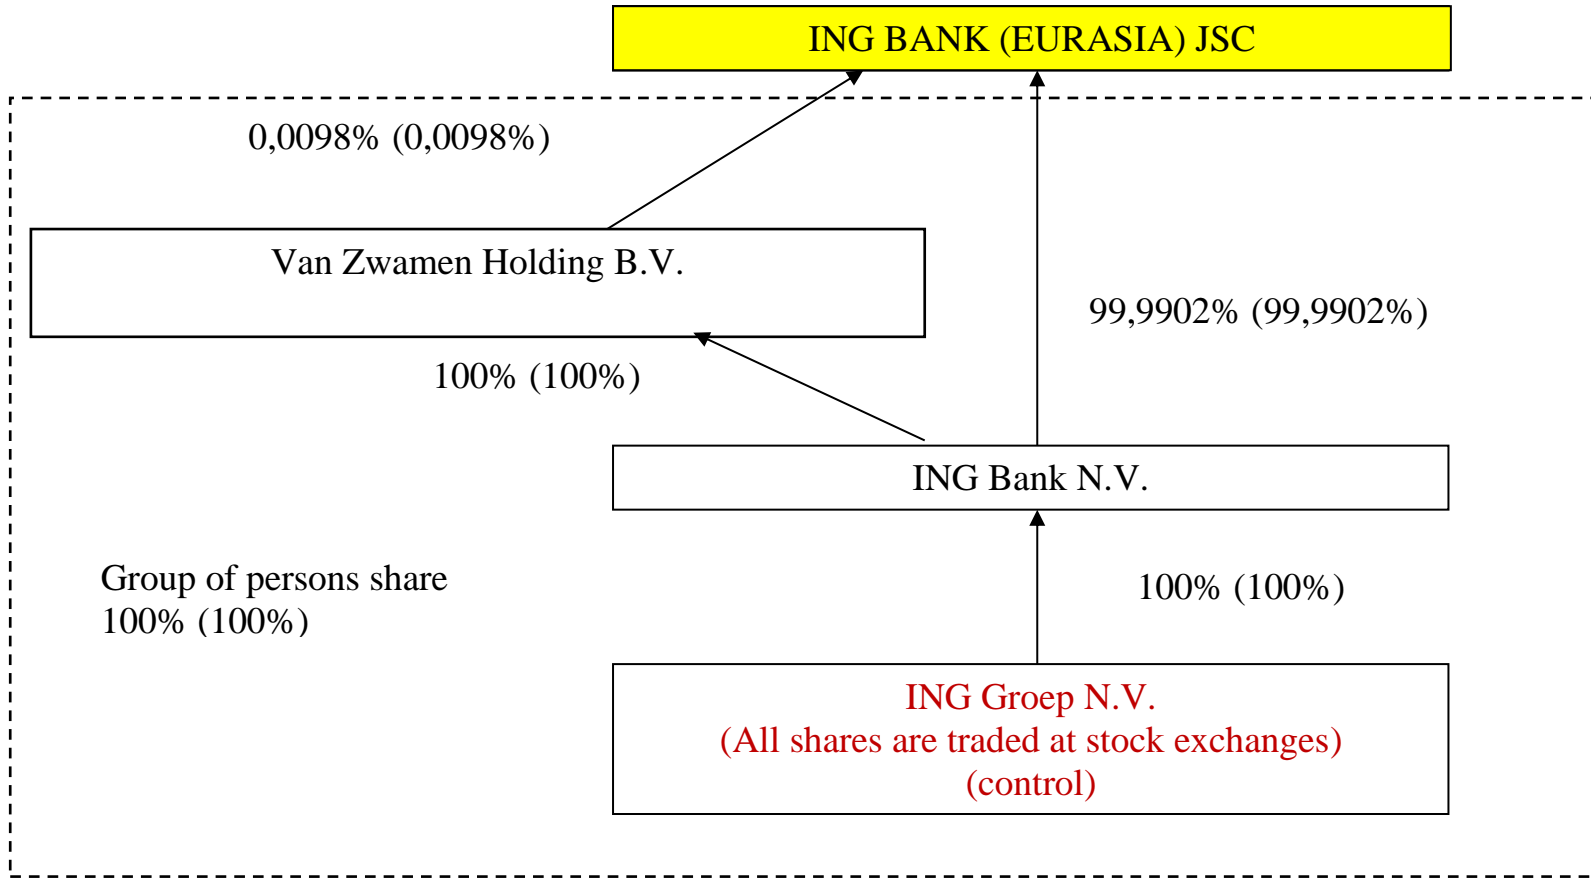 ING BANK (EURASIA) JSC
0,0098% (0,0098%)
Van Zwamen Holding B.V.
99,9902% (99,9902%)
100% (100%)
ING Bank N.V.
Group of persons share
100% (100%)
100% (100%)
ING Groep N.V.
(All shares are traded at stock exchanges)
(control)